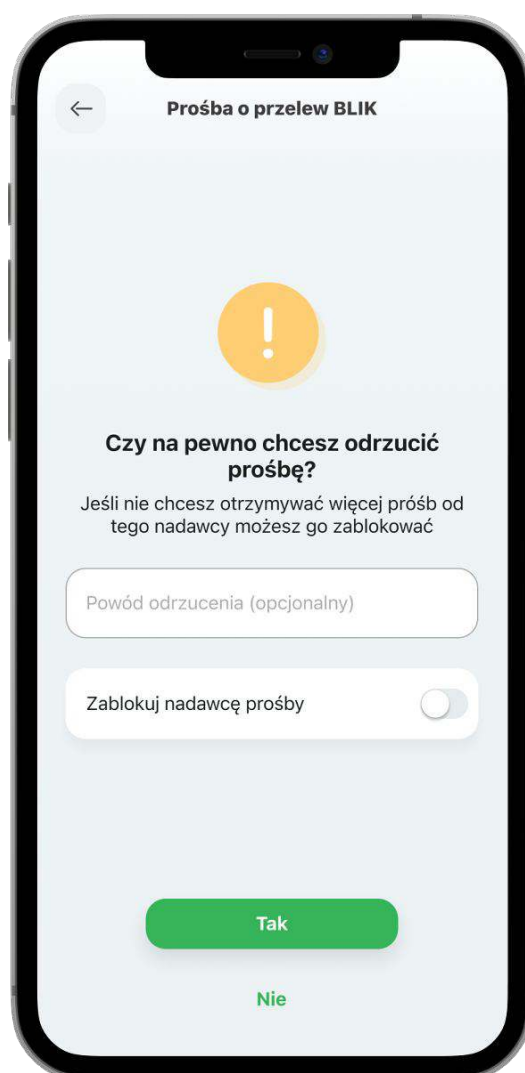 Prośba o przelew BLIK
Czy na pewno chcesz odrzucić
prośbę?
Jeśli nie chcesz otrzymywać więcej próśb od
tego nadawcy możesz go zablokować
Powód odrzucenia (opcjonalny)
Zablokuj nadawcę prośby
Tak
Nie